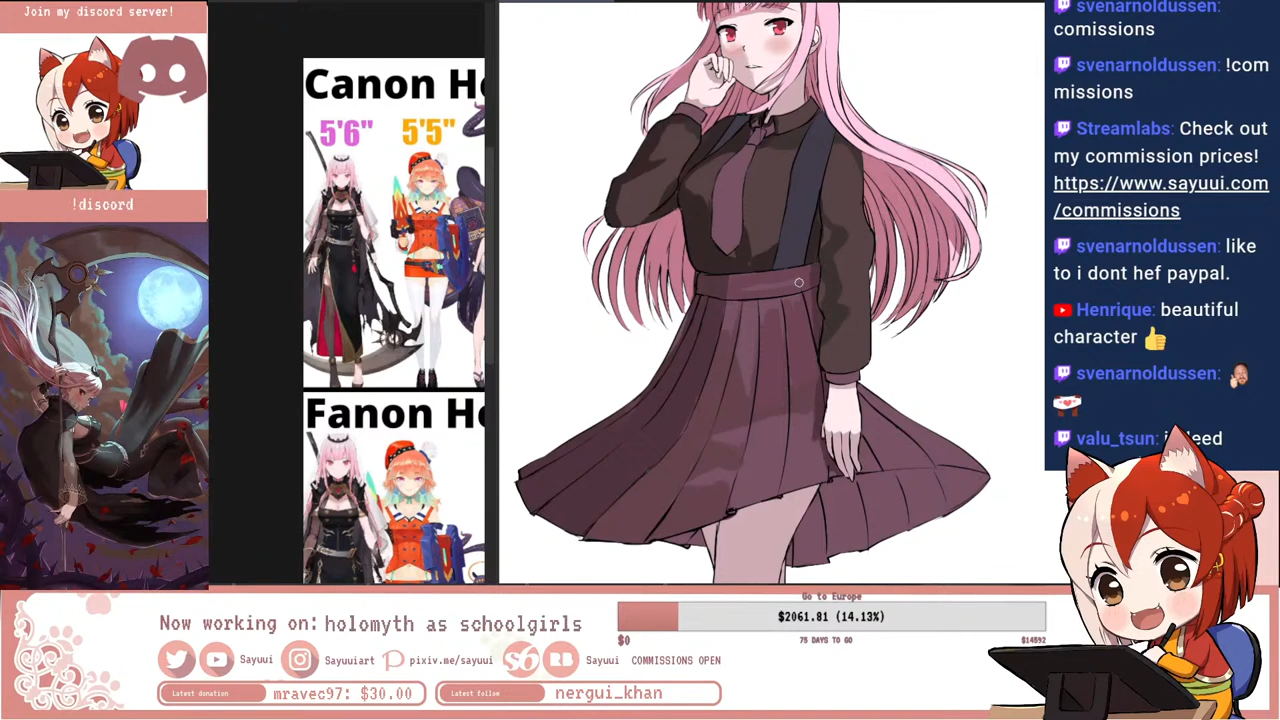 Join my discord server!
!discord
Canon He
5'6" 5'5"
Fanon He
svenarnoldussen:
comissions
svenarnoldussen: !com
missions
Streamlabs: Check out
my commission prices!
https://www.sayuui.com
/commissions
svenarnoldussen: like
to i dont hef paypal.
Henrique: beautiful
character 👍
svenarnoldussen:
valu_tsun:
Now working on: holomyth as schoolgirls
Go to Europe
$2061.81 (14.13%)
$0 75 DAYS TO GO $14592
Sayuui Sayuuiart pixiv.me/sayuui S6 RB Sayuui COMMISSIONS OPEN
Latest donation mravec97: $30.00 Latest follow nergui_khan